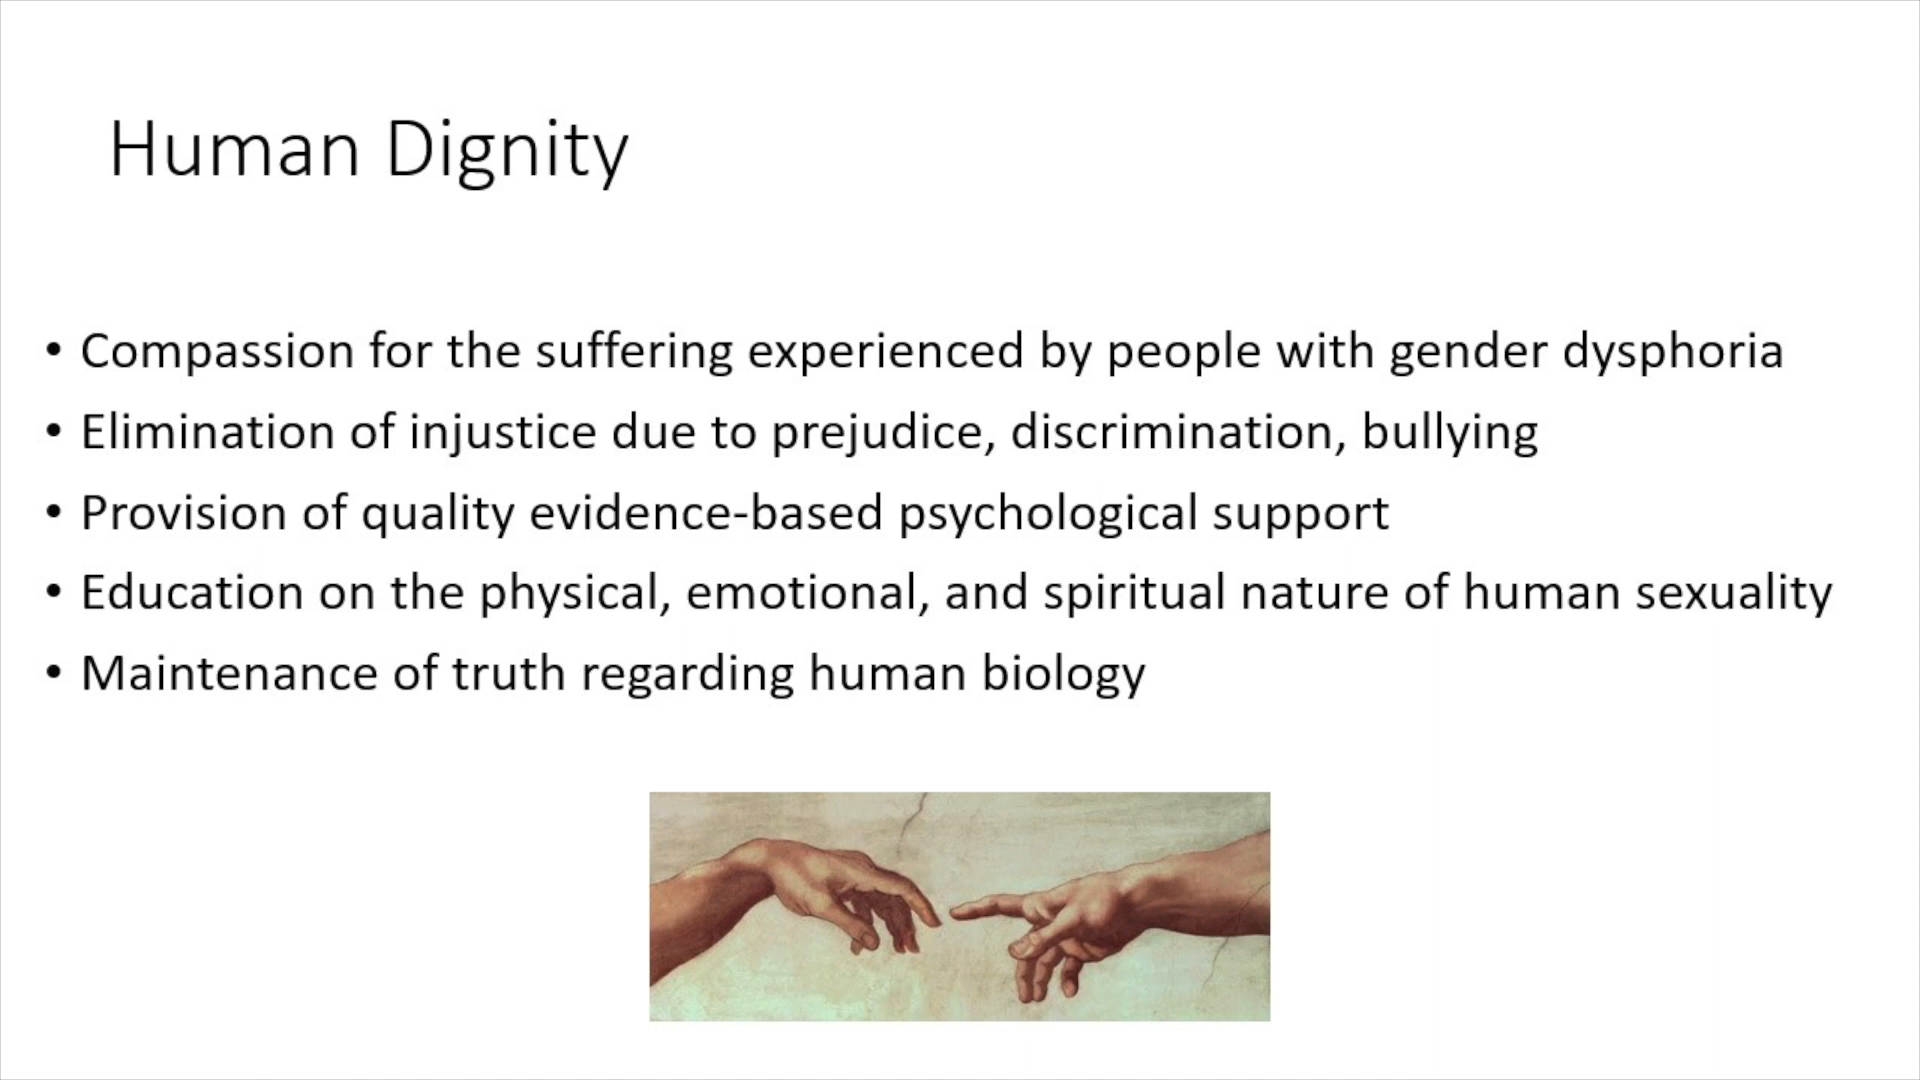 Human Dignity
• Compassion for the suffering experienced by people with gender dysphoria
• Elimination of injustice due to prejudice, discrimination, bullying
• Provision of quality evidence-based psychological support
• Education on the physical, emotional, and spiritual nature of human sexuality
• Maintenance of truth regarding human biology